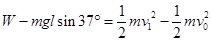 W − mgl sin 37° = 1/2 mv₁² − 1/2 mv₀²